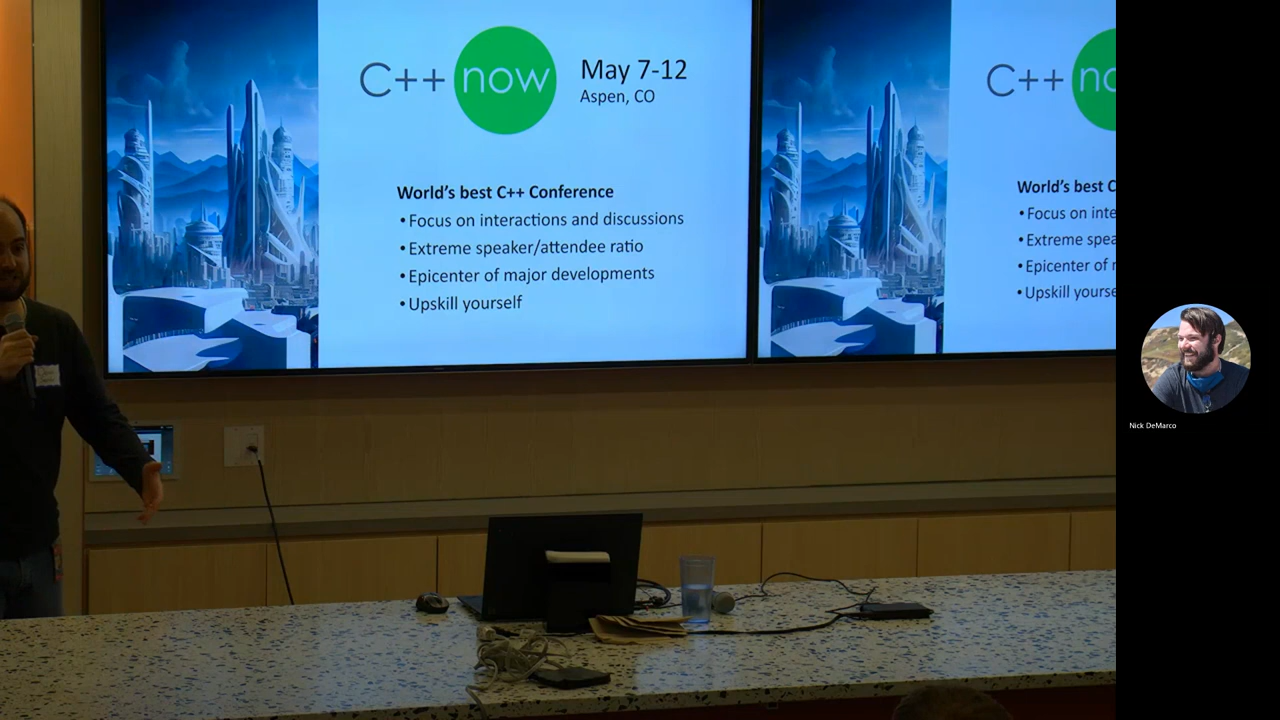 C++ now
May 7-12
Aspen, CO
World's best C++ Conference
• Focus on interactions and discussions
• Extreme speaker/attendee ratio
• Epicenter of major developments
• Upskill yourself
C++ no
World's best C
• Focus on inte
• Extreme spea
• Epicenter of
• Upskill yourse
Nick DeMarco